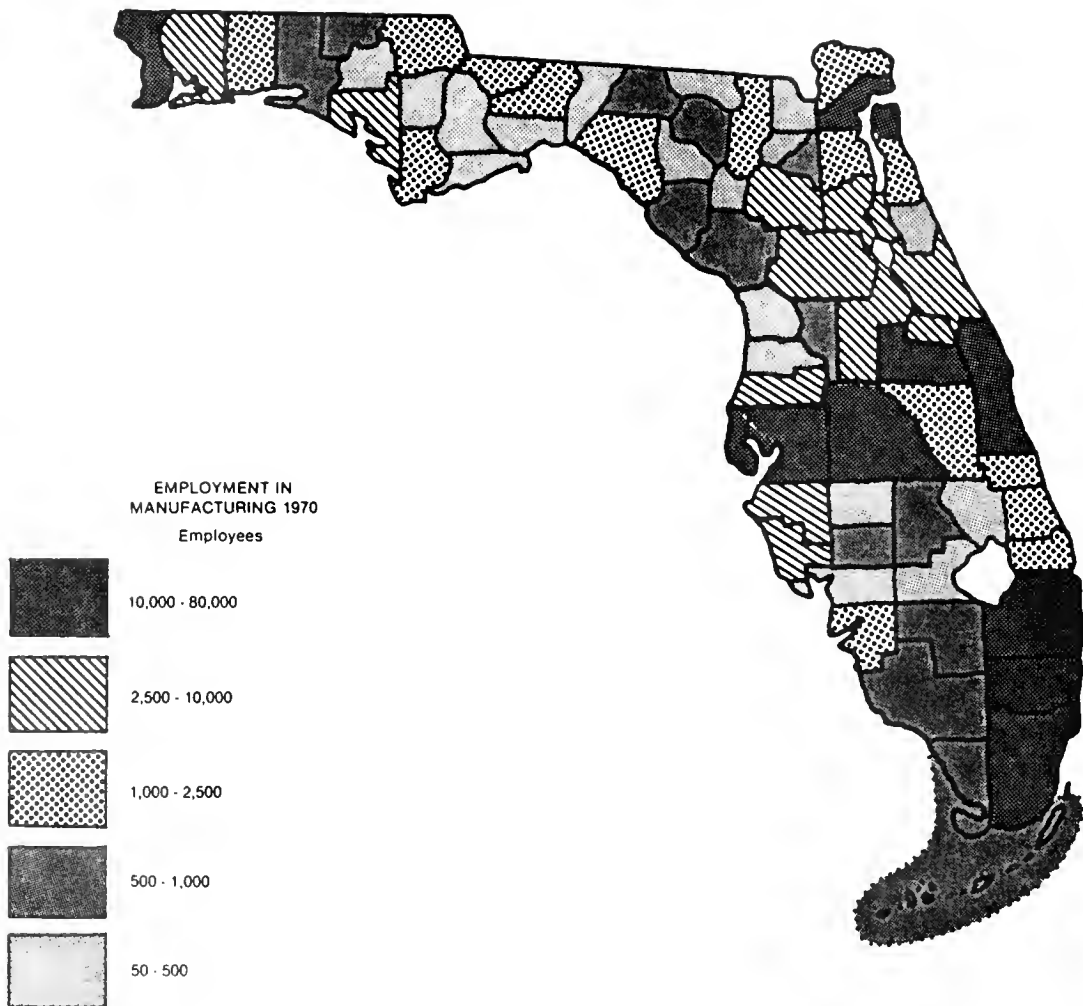 EMPLOYMENT IN
MANUFACTURING 1970
Employees
10,000 - 80,000
2,500 - 10,000
1,000 - 2,500
500 - 1,000
50 - 500